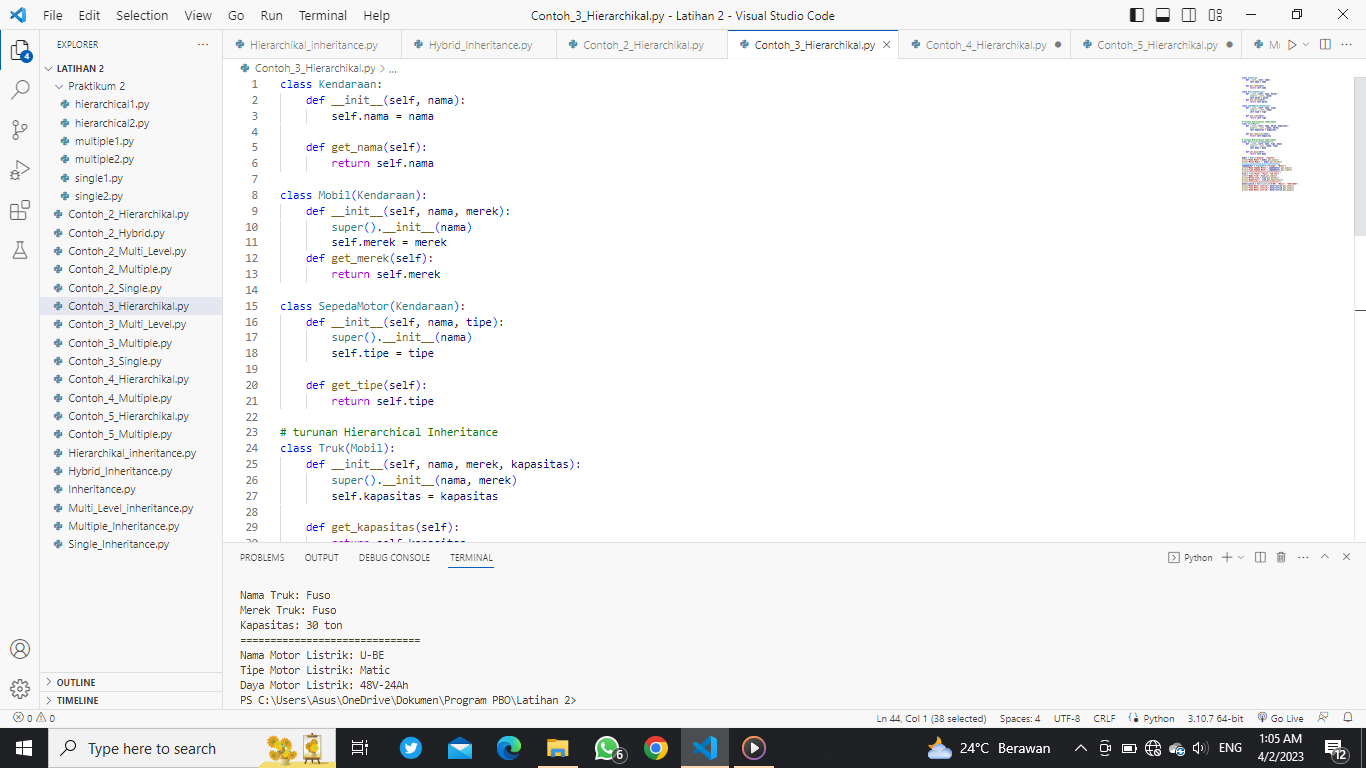 File Edit Selection View Go Run Terminal Help
Contoh_3_Hierarchikal.py - Latihan 2 - Visual Studio Code
4
EXPLORER
LATIHAN 2
Praktikum 2
hierarchical1.py
hierarchical2.py
multiple1.py
multiple2.py
single1.py
single2.py
Contoh_2_Hierarchikal.py
Contoh_2_Hybrid.py
Contoh_2_Multi_Level.py
Contoh_2_Multiple.py
Contoh_2_Single.py
Contoh_3_Hierarchikal.py
Contoh_3_Multi_Level.py
Contoh_3_Multiple.py
Contoh_3_Single.py
Contoh_4_Hierarchikal.py
Contoh_4_Multiple.py
Contoh_5_Hierarchikal.py
Contoh_5_Multiple.py
Hierarchikal_inheritance.py
Hybrid_Inheritance.py
Inheritance.py
Multi_Level_inheritance.py
Multiple_Inheritance.py
Single_Inheritance.py
OUTLINE
TIMELINE
Hierarchikal_inheritance.py Hybrid_Inheritance.py Contoh_2_Hierarchikal.py Contoh_3_Hierarchikal.py Contoh_4_Hierarchikal.py Contoh_5_Hierarchikal.py
Contoh_3_Hierarchikal.py > ...
1 class Kendaraan:
2 def __init__(self, nama):
3 self.nama = nama
4
5 def get_nama(self):
6 return self.nama
7
8 class Mobil(Kendaraan):
9 def __init__(self, nama, merek):
10 super().__init__(nama)
11 self.merek = merek
12 def get_merek(self):
13 return self.merek
14
15 class SepedaMotor(Kendaraan):
16 def __init__(self, nama, tipe):
17 super().__init__(nama)
18 self.tipe = tipe
19
20 def get_tipe(self):
21 return self.tipe
22
23 # turunan Hierarchical Inheritance
24 class Truk(Mobil):
25 def __init__(self, nama, merek, kapasitas):
26 super().__init__(nama, merek)
27 self.kapasitas = kapasitas
28
29 def get_kapasitas(self):
30 return self.kapasitas
PROBLEMS OUTPUT DEBUG CONSOLE TERMINAL
Python
Nama Truk: Fuso
Merek Truk: Fuso
Kapasitas: 30 ton
==============================
Nama Motor Listrik: U-BE
Tipe Motor Listrik: Matic
Daya Motor Listrik: 48V-24Ah
PS C:\Users\Asus\OneDrive\Dokumen\Program PBO\Latihan 2>
0 0
Ln 44, Col 1 (38 selected) Spaces: 4 UTF-8 CRLF Python 3.10.7 64-bit Go Live
Type here to search
6
24°C Berawan
ENG
1:05 AM
4/2/2023
12